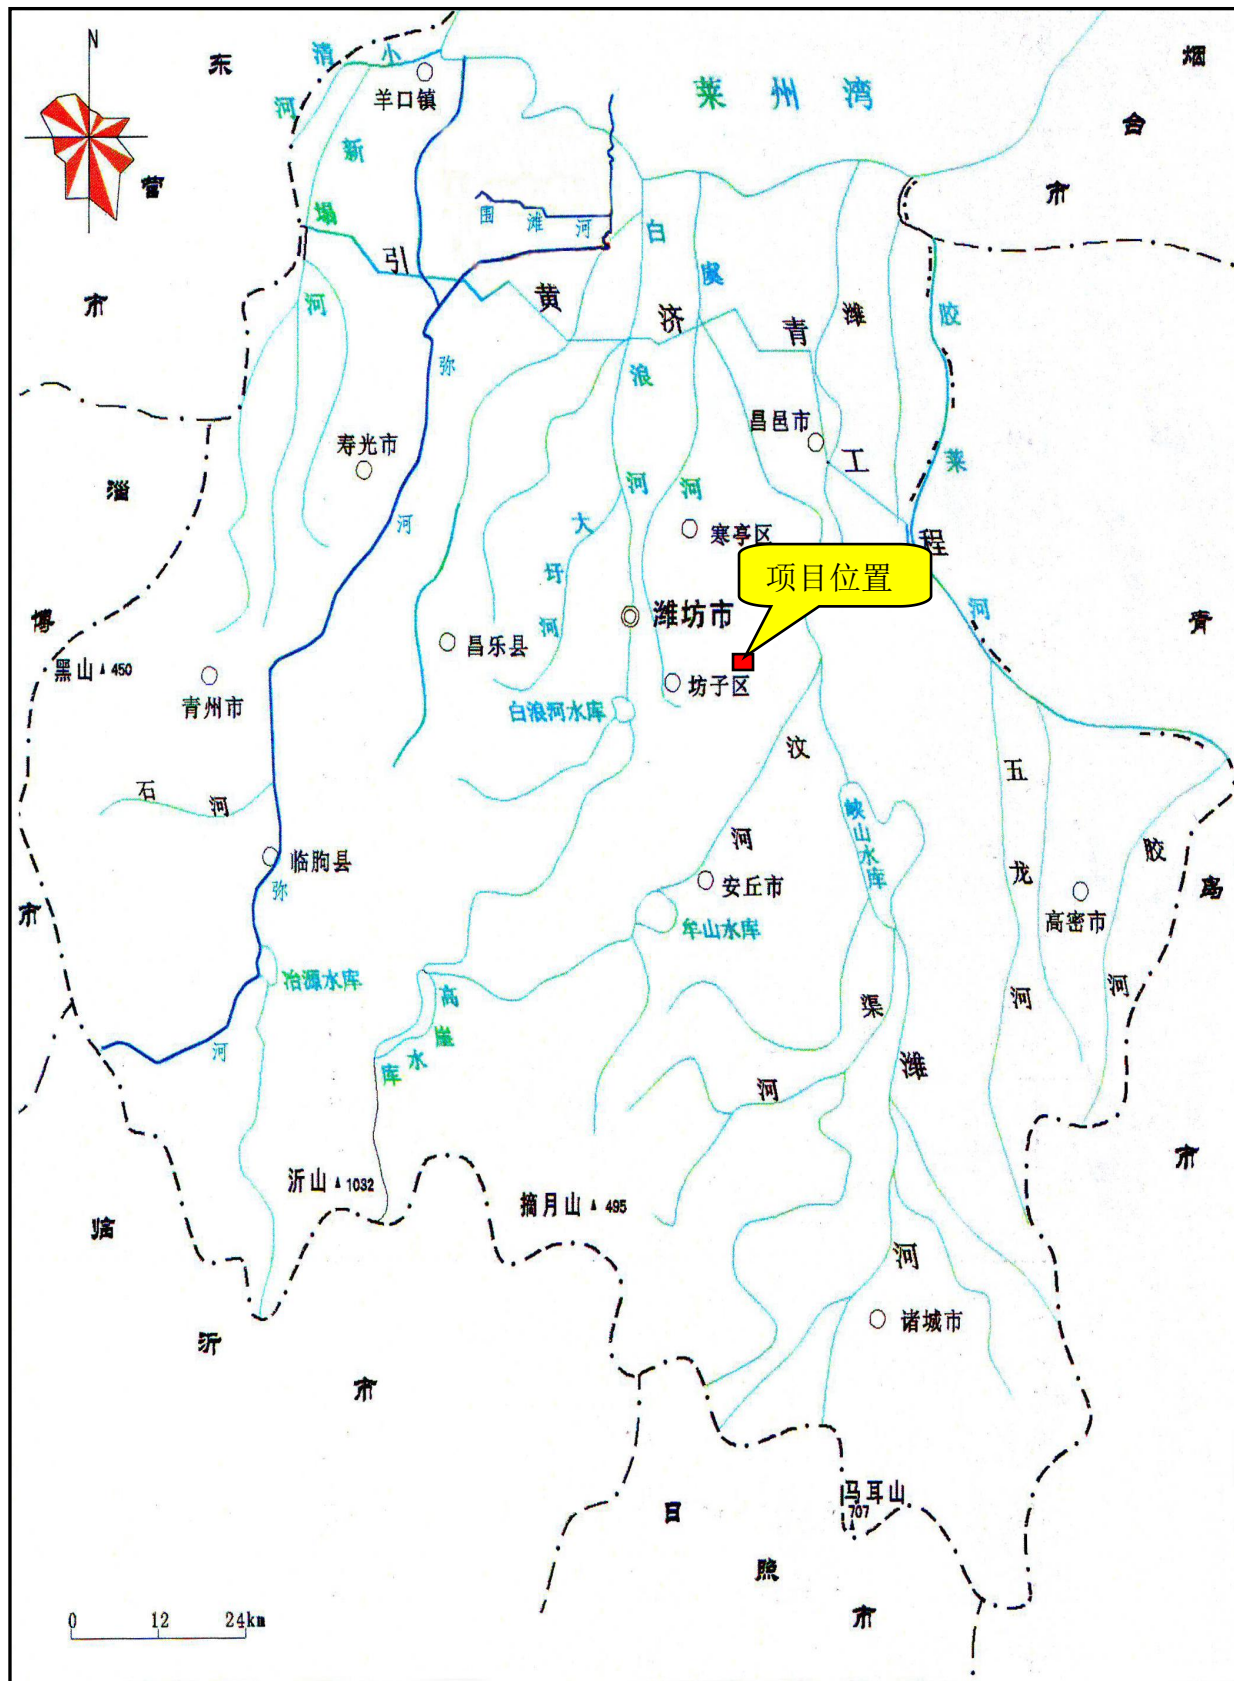 N
东营市
烟台市
莱州湾
小清河
羊口镇
新塌河
围滩河
白浪河
虞河
潍
胶莱河
引黄济青工程
弥河
寿光市
昌邑市
淄博市
大圩河
寒亭区
项目位置
潍坊市
昌乐县
坊子区
黑山 450
青州市
白浪河水库
青岛市
石河
汶河
峡山水库
五龙河
胶河
临朐县
弥河
安丘市
牟山水库
高密市
冶源水库
高崖水库
渠河
潍河
沂山 1032
摘月山 495
临沂市
诸城市
马耳山
707
日照市
0 12 24km